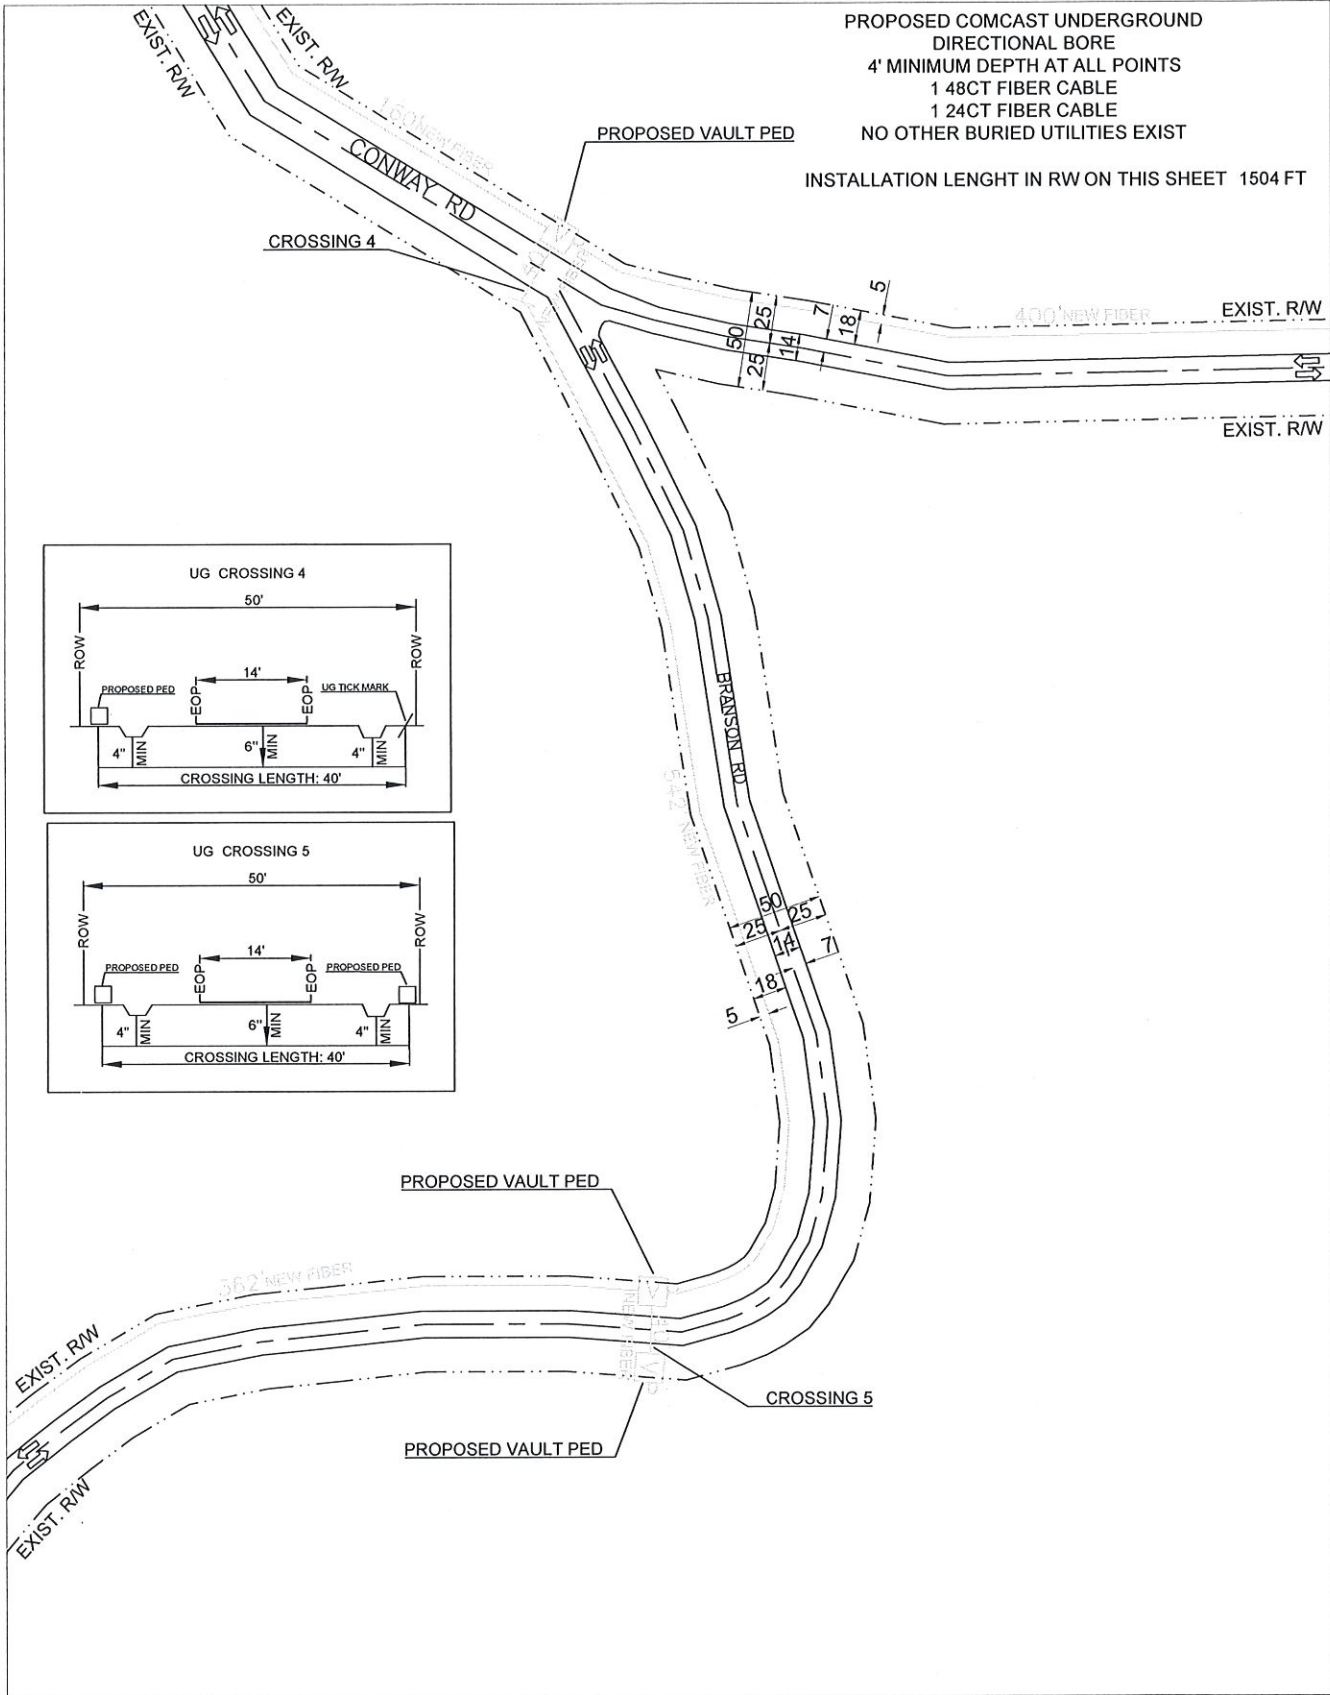 PROPOSED COMCAST UNDERGROUND
DIRECTIONAL BORE
4' MINIMUM DEPTH AT ALL POINTS
1 48CT FIBER CABLE
1 24CT FIBER CABLE
NO OTHER BURIED UTILITIES EXIST
INSTALLATION LENGHT IN RW ON THIS SHEET 1504 FT
EXIST. R/W
EXIST. R/W
160' NEW FIBER
PROPOSED VAULT PED
CONWAY RD
CROSSING 4
5
7
25
18
50
14
25
400' NEW FIBER
EXIST. R/W
EXIST. R/W
UG CROSSING 4
50'
ROW
ROW
14'
PROPOSED PED
EOP
EOP
UG TICK MARK
4"
MIN
6"
MIN
4"
MIN
CROSSING LENGTH: 40'
BRANSON RD
542' NEW FIBER
UG CROSSING 5
50'
ROW
ROW
14'
PROPOSED PED
EOP
EOP
PROPOSED PED
4"
MIN
6"
MIN
4"
MIN
CROSSING LENGTH: 40'
50
25
25
14
7
18
5
PROPOSED VAULT PED
362' NEW FIBER
NEW FIBER
EXIST. R/W
CROSSING 5
PROPOSED VAULT PED
EXIST. R/W